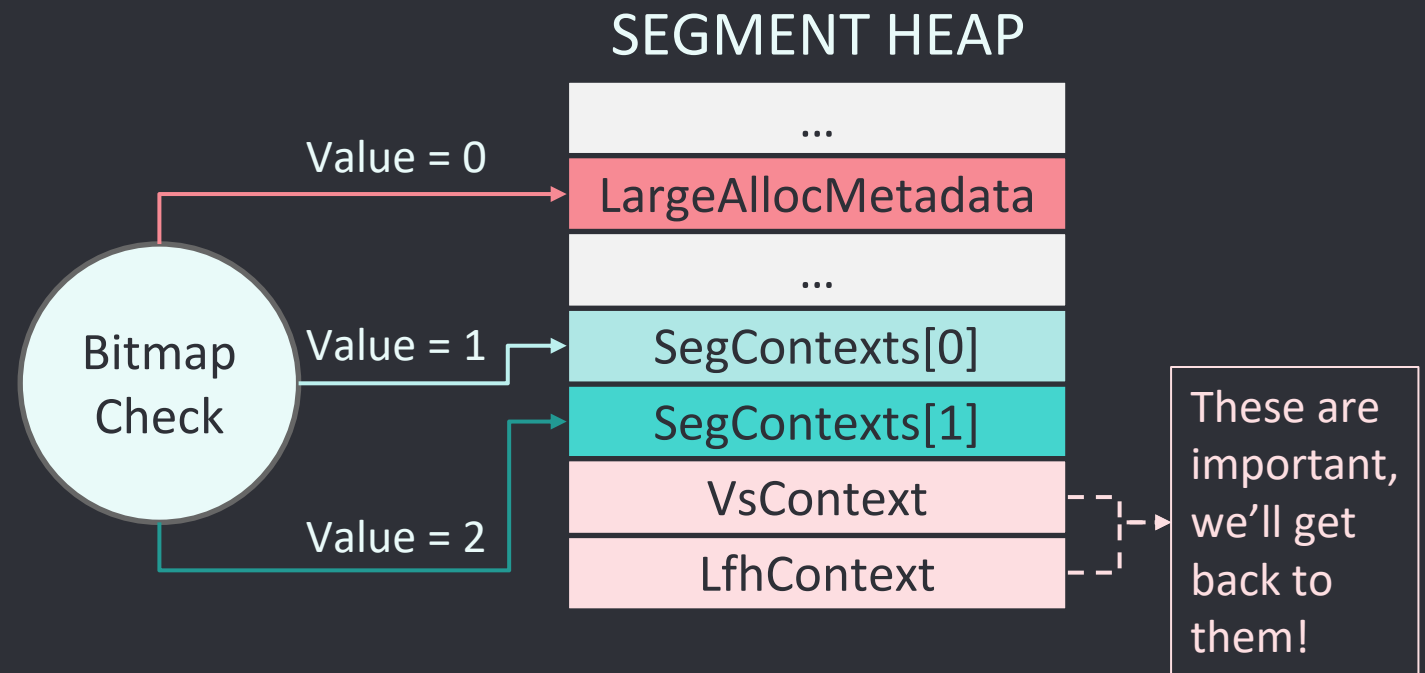 SEGMENT HEAP
...
Value = 0
LargeAllocMetadata
...
Bitmap
Check
Value = 1
SegContexts[0]
SegContexts[1]
Value = 2
VsContext
LfhContext
These are
important,
we’ll get
back to
them!